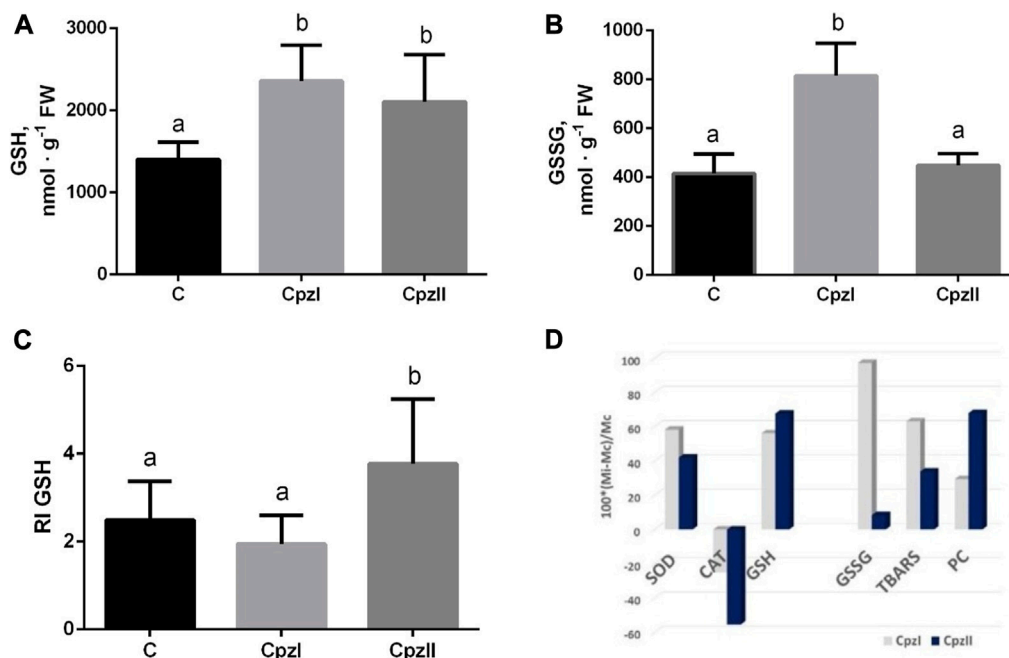 A
GSH,
nmol · g⁻¹ FW
3000
2000
1000
0
a
b
b
C
CpzI
CpzII
B
GSSG,
nmol · g⁻¹ FW
1000
800
600
400
200
0
a
b
a
C
CpzI
CpzII
C
RI GSH
6
4
2
0
a
a
b
C
CpzI
CpzII
D
100*(Mi-Mc)/Mc
100
80
60
40
20
0
-20
-40
-60
SOD
CAT
GSH
GSSG
TBARS
PC
CpzI CpzII